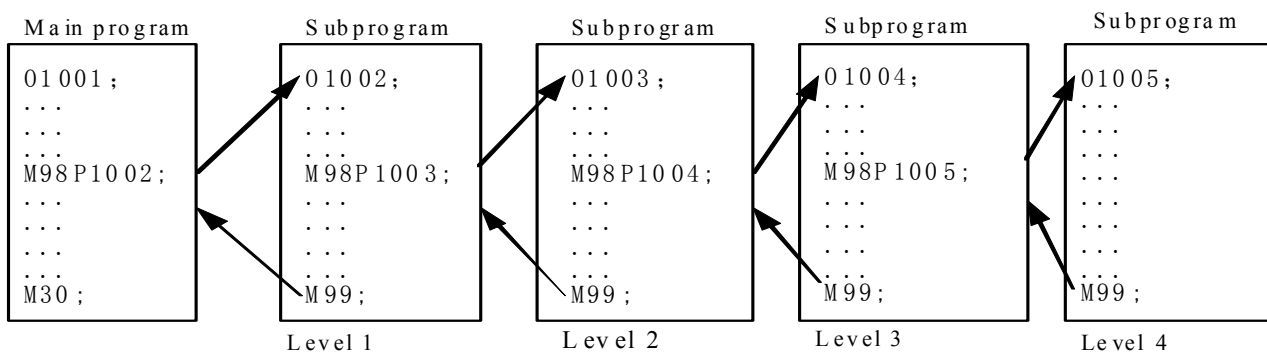 Main program
O1001;
...
...
M98P1002;
...
...
...
M30;
Subprogram
O1002;
...
...
...
M98P1003;
...
...
...
...
M99;
Level 1
Subprogram
O1003;
...
...
...
M98P1004;
...
...
...
...
M99;
Level 2
Subprogram
O1004;
...
...
...
M98P1005;
...
...
...
...
M99;
Level 3
Subprogram
O1005;
...
...
...
...
...
...
...
...
M99;
Level 4